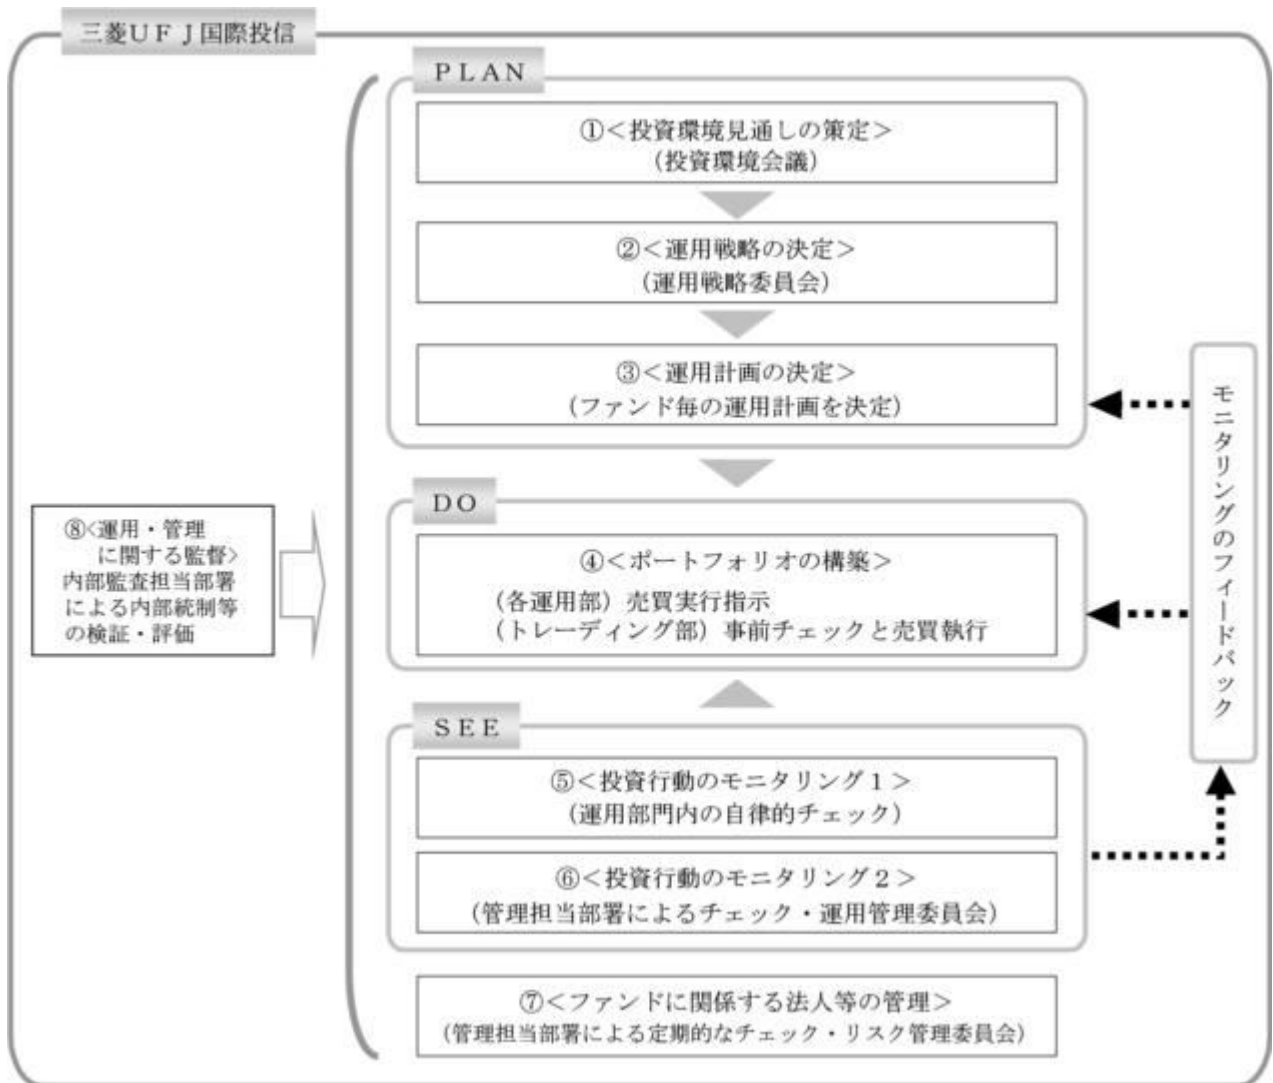 三菱ＵＦＪ国際投信
ＰＬＡＮ
①＜投資環境見通しの策定＞
（投資環境会議）
②＜運用戦略の決定＞
（運用戦略委員会）
③＜運用計画の決定＞
（ファンド毎の運用計画を決定）
ＤＯ
④＜ポートフォリオの構築＞
（各運用部）売買実行指示
（トレーディング部）事前チェックと売買執行
ＳＥＥ
⑤＜投資行動のモニタリング１＞
（運用部門内の自律的チェック）
⑥＜投資行動のモニタリング２＞
（管理担当部署によるチェック・運用管理委員会）
⑦＜ファンドに関係する法人等の管理＞
（管理担当部署による定期的なチェック・リスク管理委員会）
⑧＜運用・管理
に関する監督＞
内部監査担当部署
による内部統制等
の検証・評価
モニタリングのフィードバック